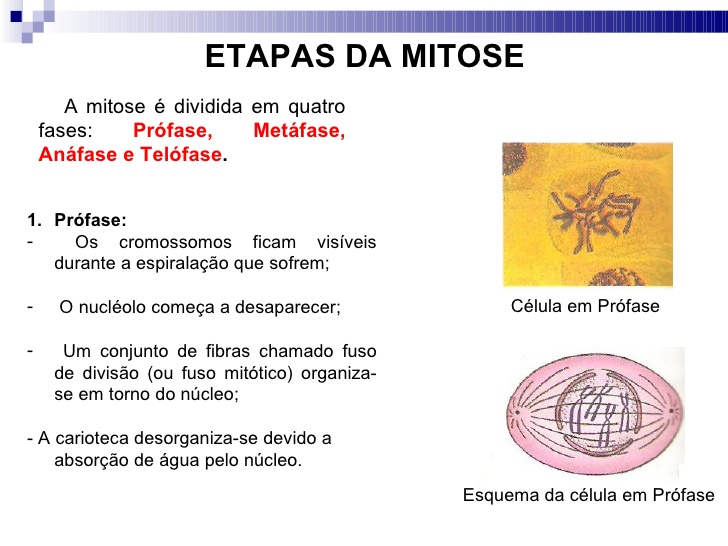 ETAPAS DA MITOSE
A mitose é dividida em quatro
fases: Prófase, Metáfase,
Anáfase e Telófase.
1. Prófase:
- Os cromossomos ficam visíveis
durante a espiralação que sofrem;
- O nucléolo começa a desaparecer;
- Um conjunto de fibras chamado fuso
de divisão (ou fuso mitótico) organiza-
se em torno do núcleo;
- A carioteca desorganiza-se devido a
absorção de água pelo núcleo.
Célula em Prófase
Esquema da célula em Prófase